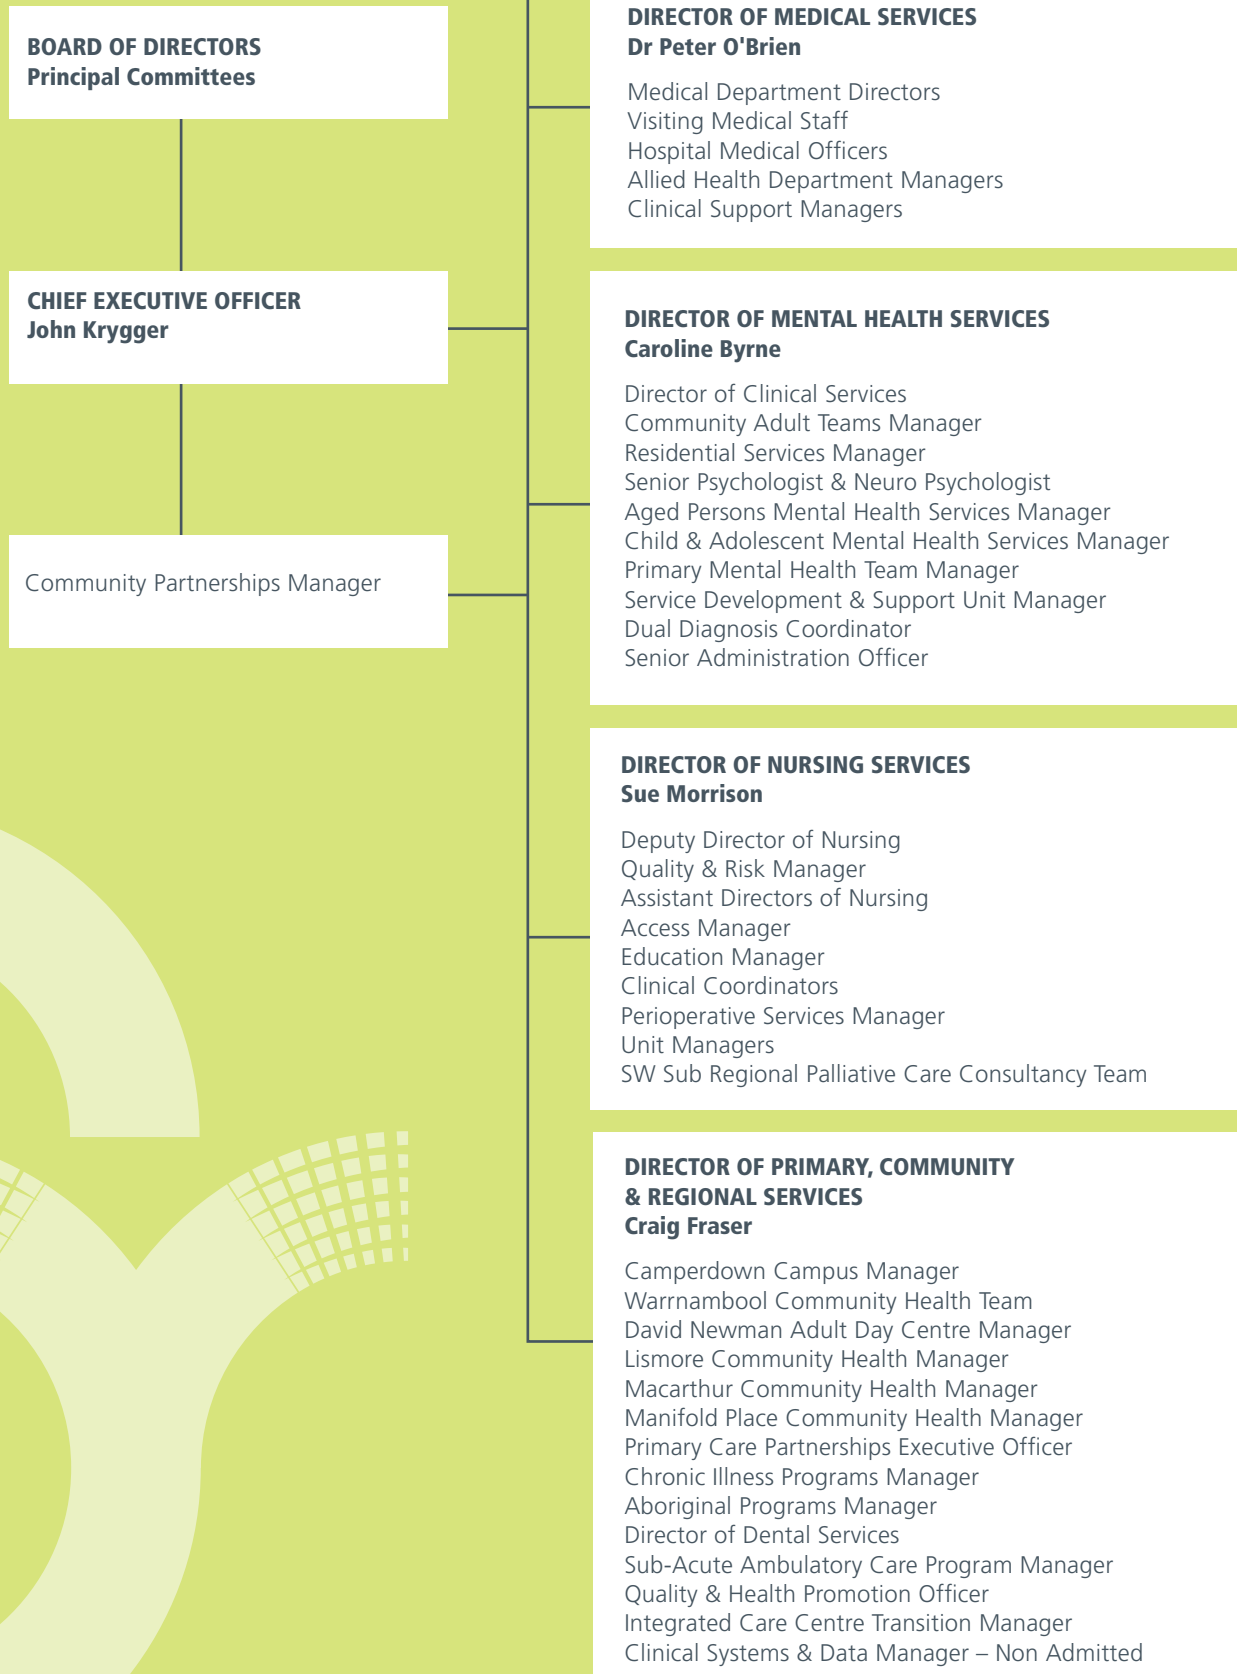 BOARD OF DIRECTORS
Principal Committees
CHIEF EXECUTIVE OFFICER
John Krygger
Community Partnerships Manager
DIRECTOR OF MEDICAL SERVICES
Dr Peter O'Brien
Medical Department Directors
Visiting Medical Staff
Hospital Medical Officers
Allied Health Department Managers
Clinical Support Managers
DIRECTOR OF MENTAL HEALTH SERVICES
Caroline Byrne
Director of Clinical Services
Community Adult Teams Manager
Residential Services Manager
Senior Psychologist & Neuro Psychologist
Aged Persons Mental Health Services Manager
Child & Adolescent Mental Health Services Manager
Primary Mental Health Team Manager
Service Development & Support Unit Manager
Dual Diagnosis Coordinator
Senior Administration Officer
DIRECTOR OF NURSING SERVICES
Sue Morrison
Deputy Director of Nursing
Quality & Risk Manager
Assistant Directors of Nursing
Access Manager
Education Manager
Clinical Coordinators
Perioperative Services Manager
Unit Managers
SW Sub Regional Palliative Care Consultancy Team
DIRECTOR OF PRIMARY, COMMUNITY
& REGIONAL SERVICES
Craig Fraser
Camperdown Campus Manager
Warrnambool Community Health Team
David Newman Adult Day Centre Manager
Lismore Community Health Manager
Macarthur Community Health Manager
Manifold Place Community Health Manager
Primary Care Partnerships Executive Officer
Chronic Illness Programs Manager
Aboriginal Programs Manager
Director of Dental Services
Sub-Acute Ambulatory Care Program Manager
Quality & Health Promotion Officer
Integrated Care Centre Transition Manager
Clinical Systems & Data Manager – Non Admitted